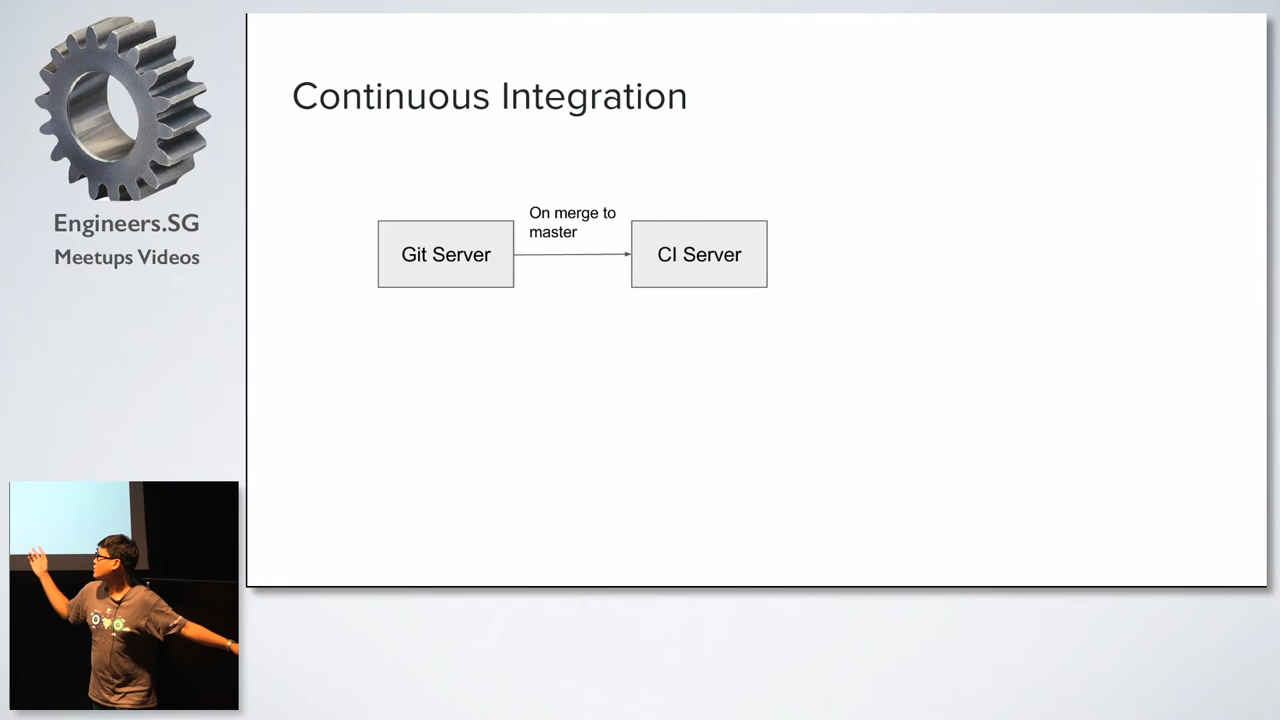 Engineers.SG
Meetups Videos
Continuous Integration
On merge to
master
Git Server
CI Server